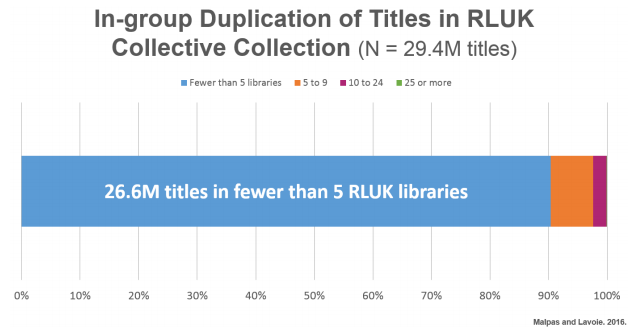 In-group Duplication of Titles in RLUK
Collective Collection (N = 29.4M titles)
Fewer than 5 libraries 5 to 9 10 to 24 25 or more
26.6M titles in fewer than 5 RLUK libraries
0% 10% 20% 30% 40% 50% 60% 70% 80% 90% 100%
Malpas and Lavoie. 2016.